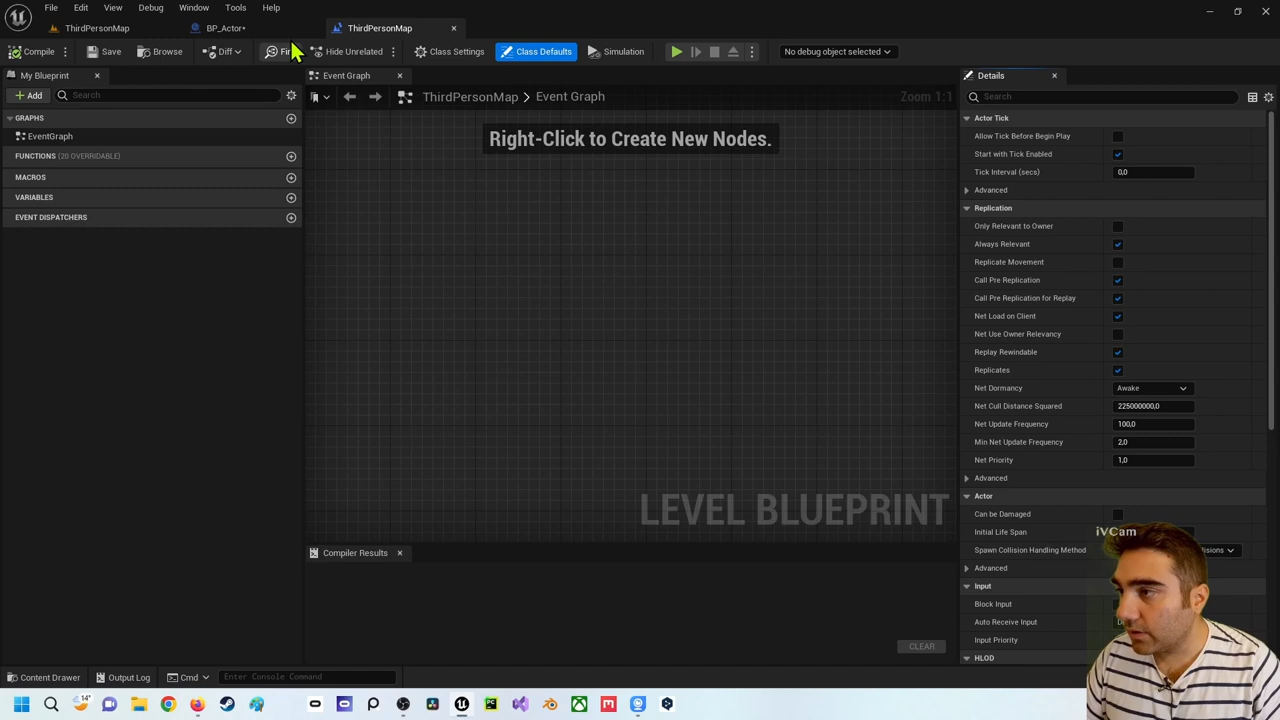 File Edit View Debug Window Tools Help
ThirdPersonMap BP_Actor* ThirdPersonMap
Compile Save Browse Diff Hide Unrelated Class Settings Class Defaults Simulation No debug object selected
My Blueprint Event Graph Details
+ Add Search ThirdPersonMap > Event Graph Zoom 1:1 Search
GRAPHS
EventGraph
FUNCTIONS (20 OVERRIDABLE)
MACROS
VARIABLES
EVENT DISPATCHERS
Right-Click to Create New Nodes.
LEVEL BLUEPRINT
Compiler Results
CLEAR
Actor Tick
Allow Tick Before Begin Play
Start with Tick Enabled
Tick Interval (secs) 0,0
Advanced
Replication
Only Relevant to Owner
Always Relevant
Replicate Movement
Call Pre Replication
Call Pre Replication for Replay
Net Load on Client
Net Use Owner Relevancy
Replay Rewindable
Replicates
Net Dormancy Awake
Net Cull Distance Squared 225000000,0
Net Update Frequency 100,0
Min Net Update Frequency 2,0
Net Priority 1,0
Advanced
Actor
Can be Damaged
Initial Life Span
iVCam
Spawn Collision Handling Method
Advanced
Input
Block Input
Auto Receive Input
Input Priority
HLOD
Content Drawer Output Log Cmd Enter Console Command
14°